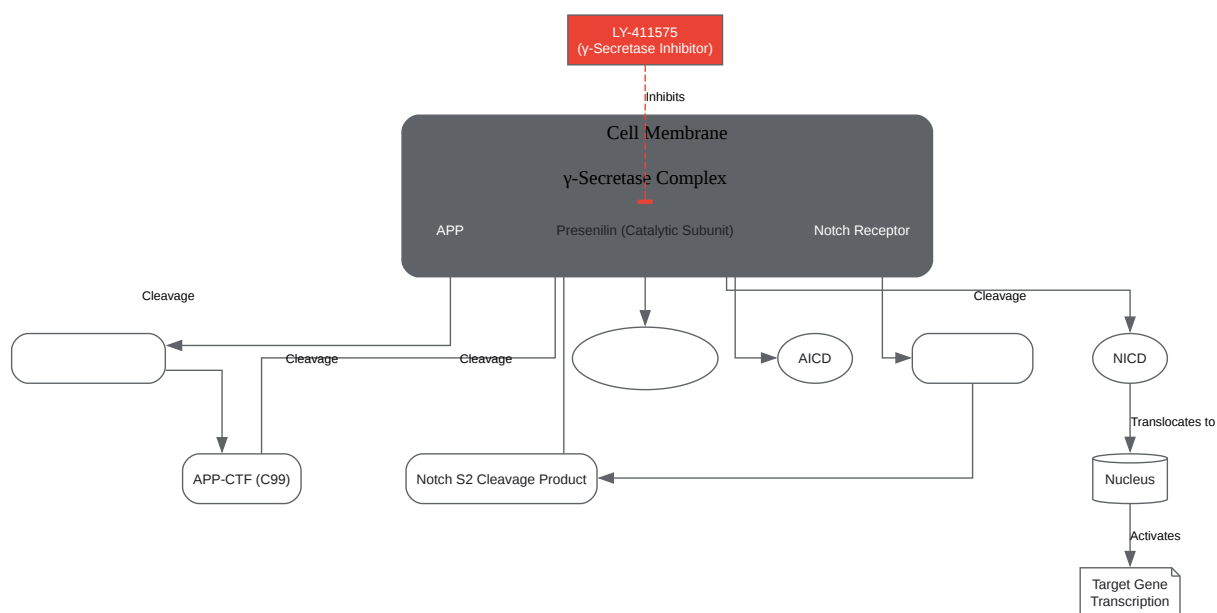 LY-411575
(γ-Secretase Inhibitor)
Inhibits
Cell Membrane
γ-Secretase Complex
APP
Presenilin (Catalytic Subunit)
Notch Receptor
Cleavage
Cleavage
Cleavage
Cleavage
AICD
NICD
Translocates to
APP-CTF (C99)
Notch S2 Cleavage Product
Nucleus
Activates
Target Gene
Transcription